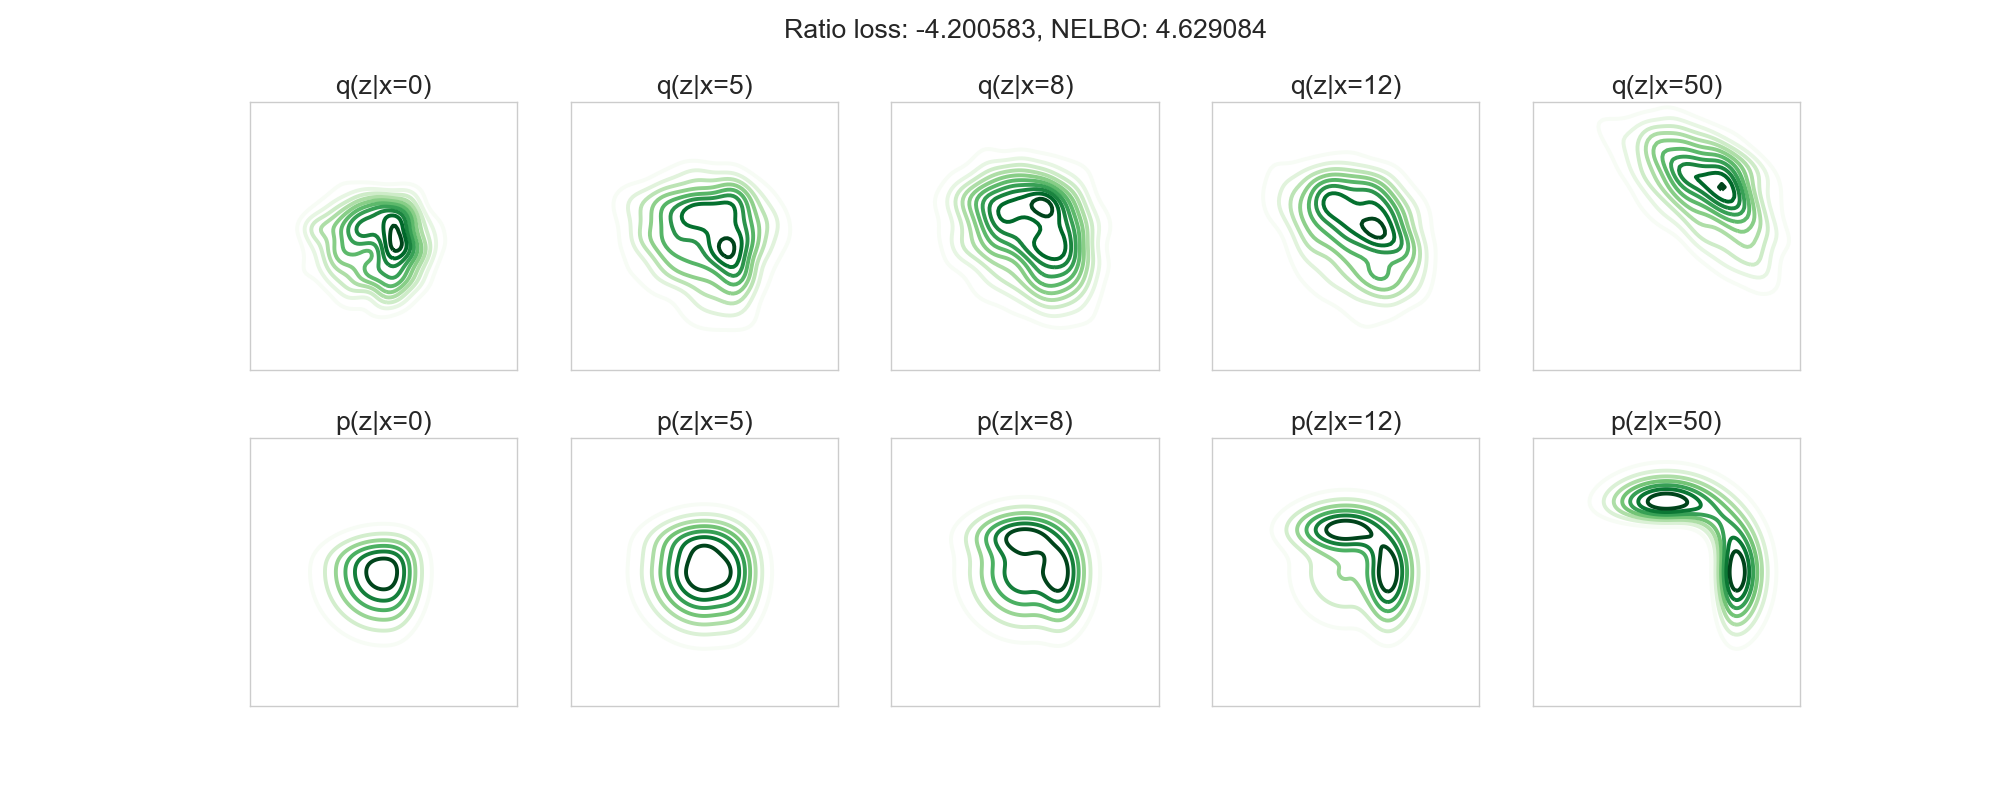 Ratio loss: -4.200583, NELBO: 4.629084
q(z|x=0) q(z|x=5) q(z|x=8) q(z|x=12) q(z|x=50)
p(z|x=0) p(z|x=5) p(z|x=8) p(z|x=12) p(z|x=50)